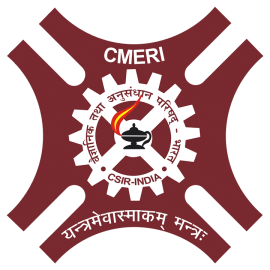 CMERI
वैज्ञानिक तथा अनुसंधान परिषद - भारत
• CSIR-INDIA •
यन्त्रमेवास्माकम् मन्त्रः